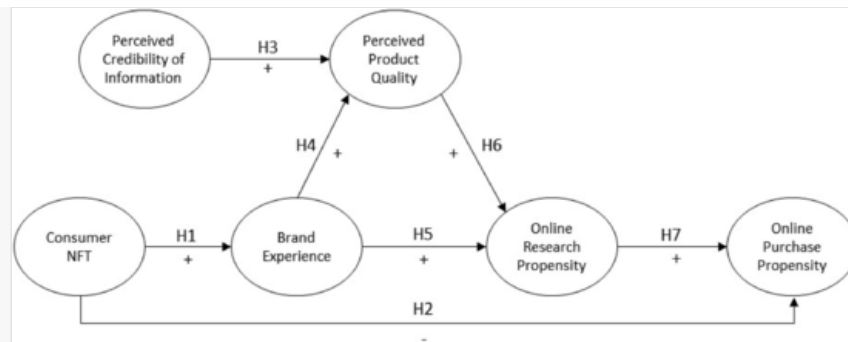 Perceived
Credibility of
Information
H3
+
Perceived
Product
Quality
H4
+
+
H6
Consumer
NFT
H1
+
Brand
Experience
H5
+
Online
Research
Propensity
H7
+
Online
Purchase
Propensity
H2
-